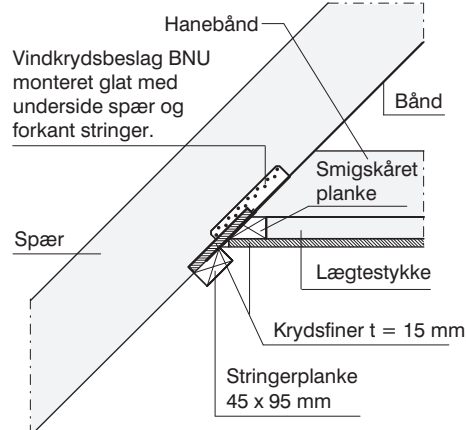 Hanebånd
Vindkrydsbeslag BNU
monteret glat med
underside spær og
forkant stringer.
Bånd
Smigskåret
planke
Spær
Lægtestykke
Krydsfiner t = 15 mm
Stringerplanke
45 x 95 mm